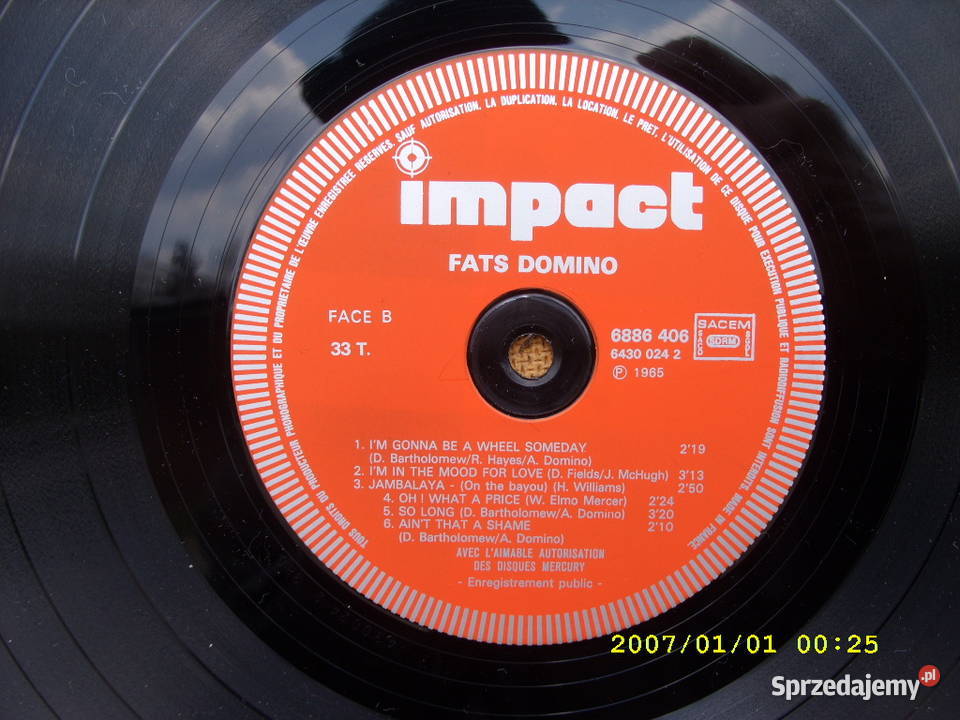 TOUS DROITS DU PRODUCTEUR PHONOGRAPHIQUE ET DU PROPRIETAIRE DE L'ŒUVRE ENREGISTREE RESERVES. SAUF AUTORISATION. LA DUPLICATION. LA LOCATION. LE PRET. L'UTILISATION DE CE DISQUE POUR EXECUTION PUBLIQUE ET RADIODIFFUSION SONT INTERDITS. MADE IN FRANCE
impact
FATS DOMINO
FACE B
33 T.
6886 406
6430 024 2
℗ 1965
SACEM
SACD SDRM SGDL
1. I'M GONNA BE A WHEEL SOMEDAY 2'19
(D. Bartholomew/R. Hayes/A. Domino)
2. I'M IN THE MOOD FOR LOVE (D. Fields/J. McHugh) 3'13
3. JAMBALAYA - (On the bayou) (H. Williams) 2'50
4. OH ! WHAT A PRICE (W. Elmo Mercer) 2'24
5. SO LONG (D. Bartholomew/A. Domino) 3'20
6. AIN'T THAT A SHAME 2'10
(D. Bartholomew/A. Domino)
AVEC L'AIMABLE AUTORISATION
DES DISQUES MERCURY
- Enregistrement public -
2007/01/01 00:25
Sprzedajemy.pl